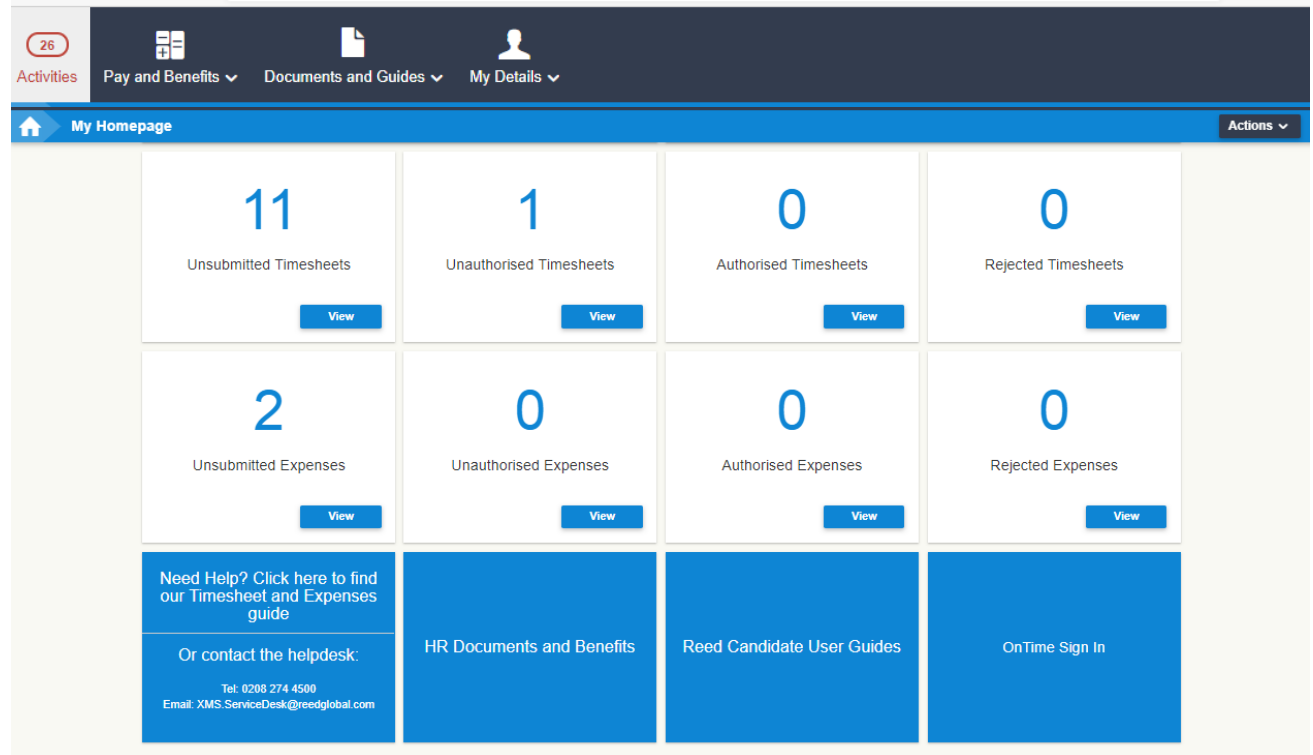 26
Activities
Pay and Benefits
Documents and Guides
My Details
My Homepage
Actions
11
Unsubmitted Timesheets
View
1
Unauthorised Timesheets
View
0
Authorised Timesheets
View
0
Rejected Timesheets
View
2
Unsubmitted Expenses
View
0
Unauthorised Expenses
View
0
Authorised Expenses
View
0
Rejected Expenses
View
Need Help? Click here to find
our Timesheet and Expenses
guide
Or contact the helpdesk:
Tel: 0208 274 4500
Email: XMS.ServiceDesk@reedglobal.com
HR Documents and Benefits
Reed Candidate User Guides
OnTime Sign In